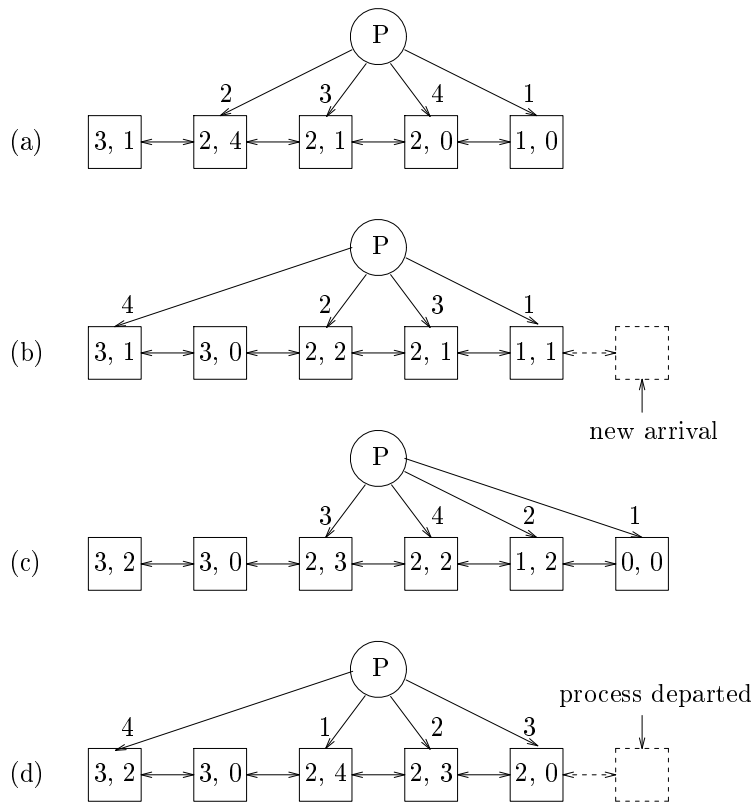 P
2 3 4 1
(a) 3, 1 2, 4 2, 1 2, 0 1, 0
P
4 2 3 1
(b) 3, 1 3, 0 2, 2 2, 1 1, 1
new arrival
P
3 4 2 1
(c) 3, 2 3, 0 2, 3 2, 2 1, 2 0, 0
P
process departed
4 1 2 3
(d) 3, 2 3, 0 2, 4 2, 3 2, 0